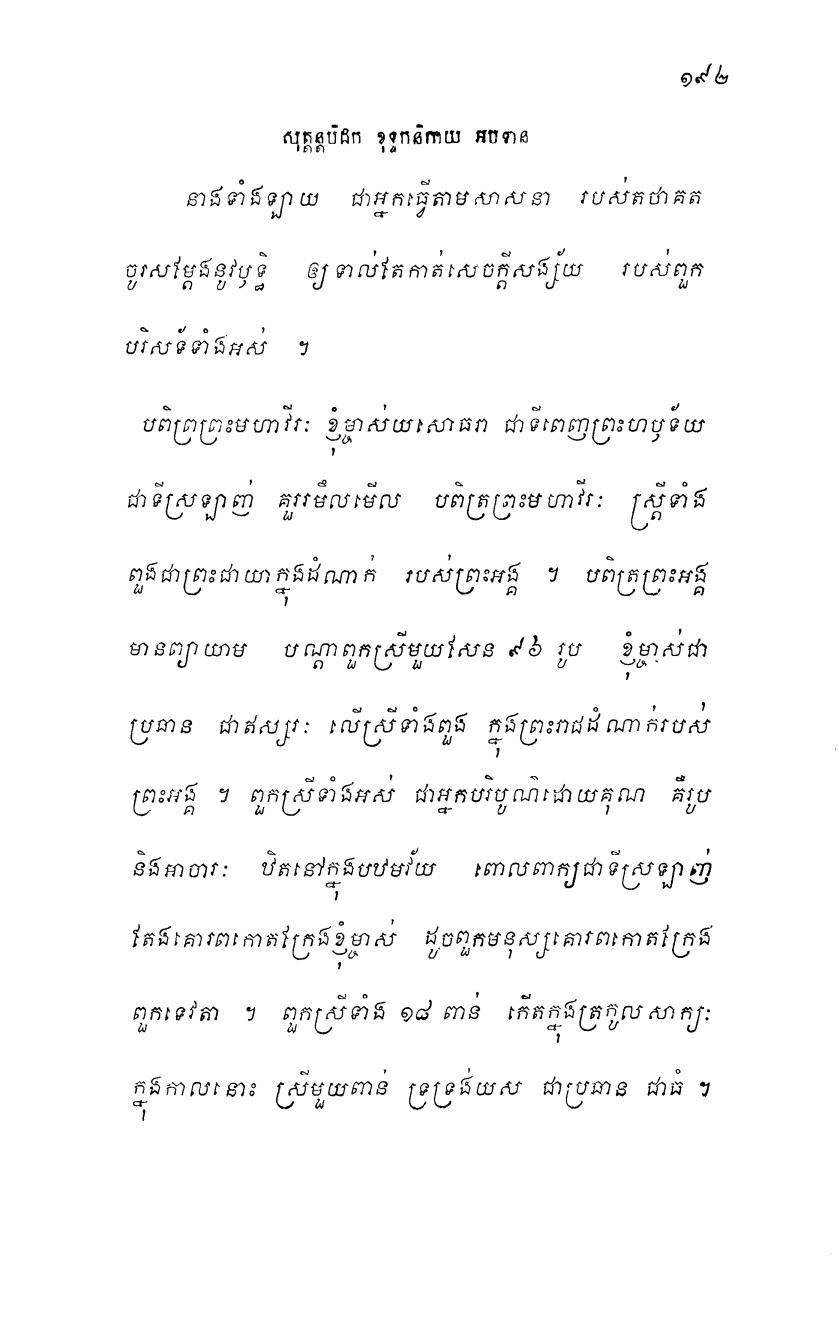 ១៩២
សុត្តន្តបិដក ខុទ្ទកនិកាយ អបទាន
នាងទាំងឡាយ ជាអ្នកធ្វើតាមសាសនា របស់តថាគត
ចូរសម្តែងនូវឫទ្ធិ ឲ្យទាល់តែកាត់សេចក្តីសង្ស័យ របស់ពួក
បរិសទ័ទាំងអស់ ។
បពិត្រព្រះមហាវីរៈ ខ្ញុំម្ចាស់យសោធរា ជាទីពេញព្រះហឫទ័យ
ជាទីស្រឡាញ់ គួររមឹលមើល បពិត្រព្រះមហាវីរៈ ស្ត្រីទាំង
ពួងជាព្រះជាយាក្នុងដំណាក់ របស់ព្រះអង្គ ។ បពិត្រព្រះអង្គ
មានព្យាយាម បណ្តាពួកស្រីមួយសែន ៩៦ រូប ខ្ញុំម្ចាស់ជា
ប្រធាន ជាឥស្សរៈ លើស្រីទាំងពួង ក្នុងព្រះរាជដំណាក់របស់
ព្រះអង្គ ។ ពួកស្រីទាំងអស់ ជាអ្នកបរិបូណ៌ដោយគុណ គឺរូប
និងអាចារៈ ឋិតនៅក្នុងបឋមវ័យ ពោលពាក្យជាទីស្រឡាញ់
តែងគោរពកោតក្រែងខ្ញុំម្ចាស់ ដូចពួកមនុស្សគោរពកោតក្រែង
ពួកទេវតា ។ ពួកស្រីទាំង ១៨ ពាន់ កើតក្នុងត្រកូលសាក្យៈ
ក្នុងកាលនោះ ស្រីមួយពាន់ ទ្រទ្រង់យស ជាប្រធាន ជាធំ ។